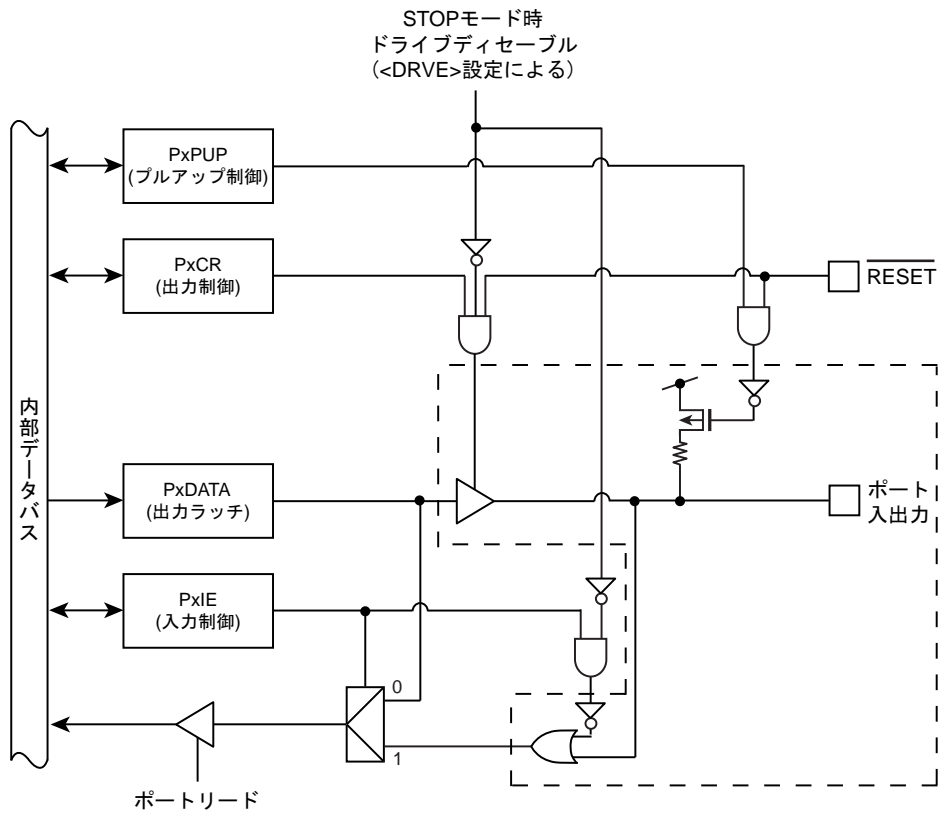 STOPモード時
ドライブディセーブル
(<DRVE>設定による)
PxPUP
(プルアップ制御)
PxCR
(出力制御)
RESET
内部データバス
PxDATA
(出力ラッチ)
ポート
入出力
PxIE
(入力制御)
0
1
ポートリード